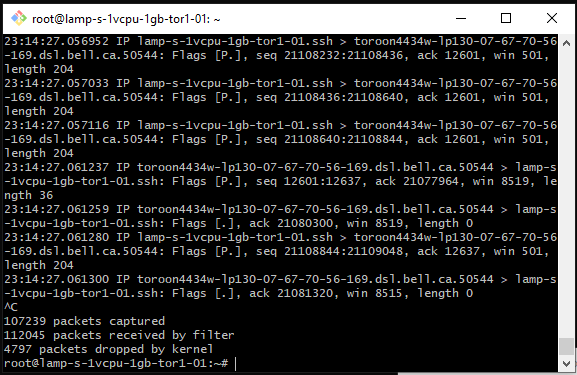 root@lamp-s-1vcpu-1gb-tor1-01: ~
23:14:27.056952 IP lamp-s-1vcpu-1gb-tor1-01.ssh > toroon4434w-lp130-07-67-70-56
-169.dsl.bell.ca.50544: Flags [P.], seq 21108232:21108436, ack 12601, win 501,
length 204
23:14:27.057033 IP lamp-s-1vcpu-1gb-tor1-01.ssh > toroon4434w-lp130-07-67-70-56
-169.dsl.bell.ca.50544: Flags [P.], seq 21108436:21108640, ack 12601, win 501,
length 204
23:14:27.057116 IP lamp-s-1vcpu-1gb-tor1-01.ssh > toroon4434w-lp130-07-67-70-56
-169.dsl.bell.ca.50544: Flags [P.], seq 21108640:21108844, ack 12601, win 501,
length 204
23:14:27.061237 IP toroon4434w-lp130-07-67-70-56-169.dsl.bell.ca.50544 > lamp-s
-1vcpu-1gb-tor1-01.ssh: Flags [P.], seq 12601:12637, ack 21077964, win 8519, le
ngth 36
23:14:27.061259 IP toroon4434w-lp130-07-67-70-56-169.dsl.bell.ca.50544 > lamp-s
-1vcpu-1gb-tor1-01.ssh: Flags [.], ack 21080300, win 8519, length 0
23:14:27.061280 IP lamp-s-1vcpu-1gb-tor1-01.ssh > toroon4434w-lp130-07-67-70-56
-169.dsl.bell.ca.50544: Flags [P.], seq 21108844:21109048, ack 12637, win 501,
length 204
23:14:27.061300 IP toroon4434w-lp130-07-67-70-56-169.dsl.bell.ca.50544 > lamp-s
-1vcpu-1gb-tor1-01.ssh: Flags [.], ack 21081320, win 8515, length 0
^C
107239 packets captured
112045 packets received by filter
4797 packets dropped by kernel
root@lamp-s-1vcpu-1gb-tor1-01:~#